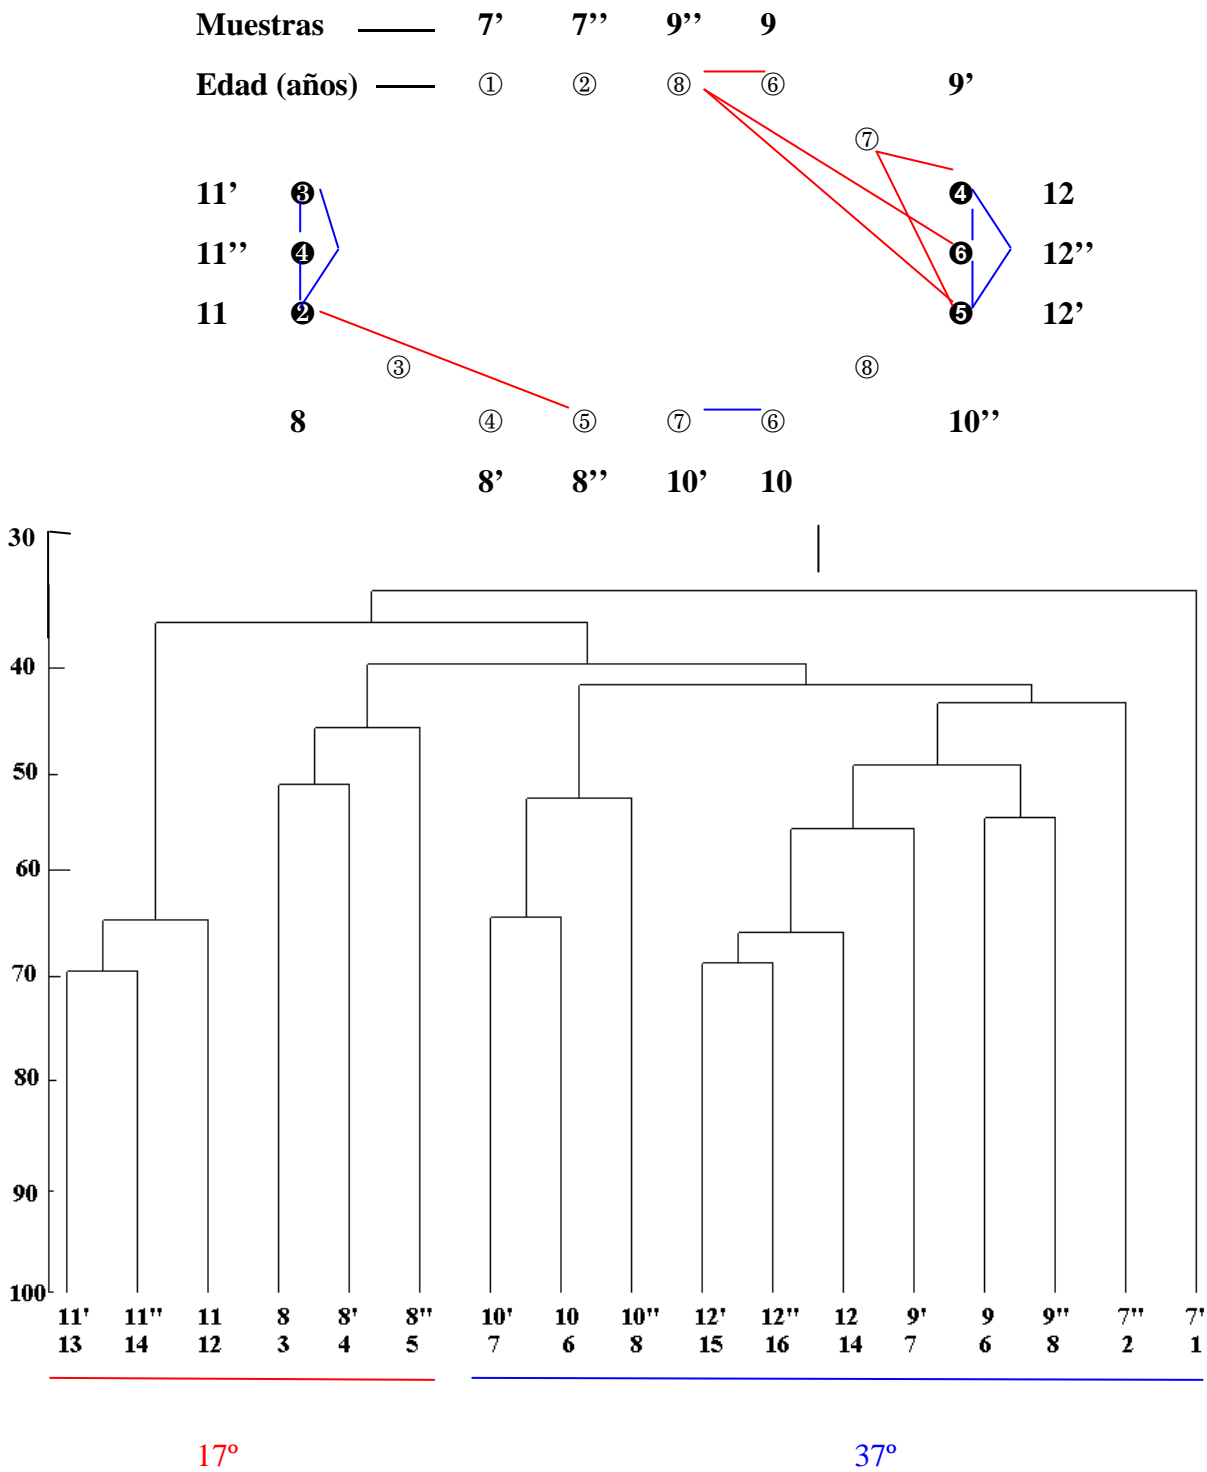 Muestras 7’ 7’’ 9’’ 9
Edad (años) ① ② ⑧ ⑥ 9’
⑦
11’ ❸ ❹ 12
11’’ ❹ ❻ 12’’
11 ❷ ❺ 12’
③ ⑧
8 ④ ⑤ ⑦ ⑥ 10’’
8’ 8’’ 10’ 10
30
40
50
60
70
80
90
100
11' 11" 11 8 8' 8" 10' 10 10" 12' 12" 12 9' 9 9" 7" 7'
13 14 12 3 4 5 7 6 8 15 16 14 7 6 8 2 1
17º 37º